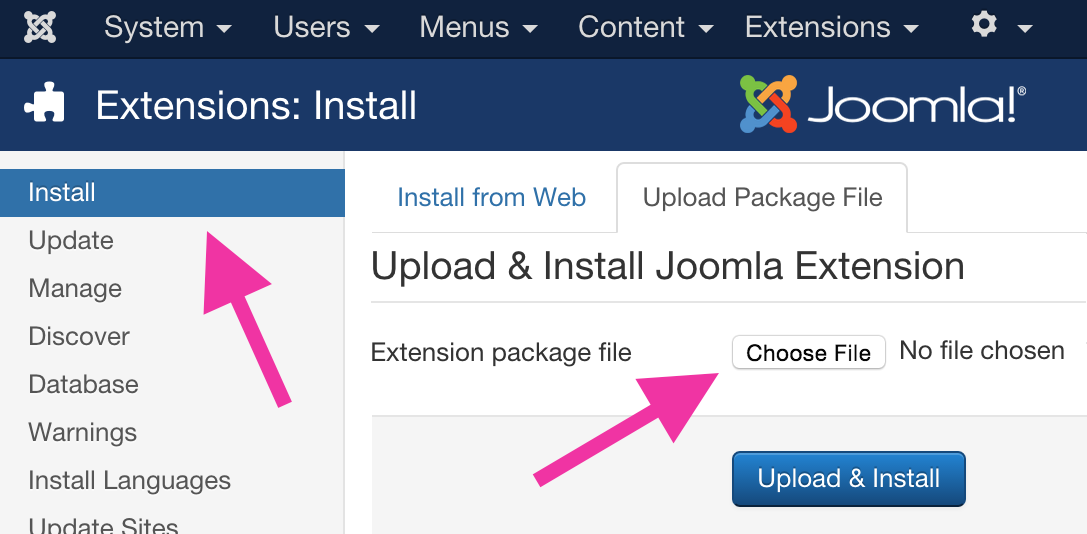 System Users Menus Content Extensions
Extensions: Install
Joomla!®
Install
Update
Manage
Discover
Database
Warnings
Install Languages
Update Sites
Install from Web Upload Package File
Upload & Install Joomla Extension
Extension package file Choose File No file chosen
Upload & Install